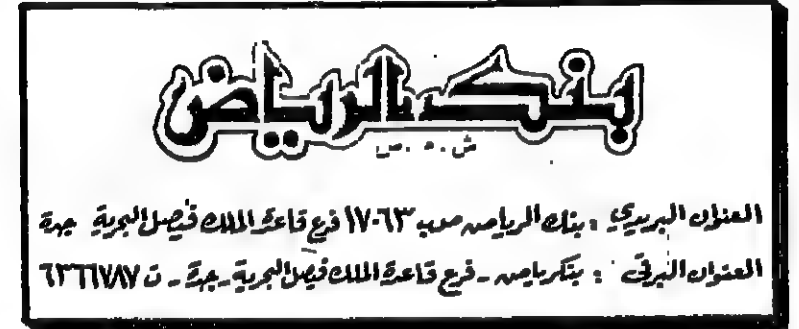 بنك الرياض
ش . م . س
العنوان البريدي : بنك الرياض ص.ب ١٧٠٦٣ فرع قاعدة الملك فيصل البحرية جدة
العنوان البرقي : بنكرياض - فرع قاعدة الملك فيصل البحرية - جدة - ت ٦٣٦٦٧٨٧